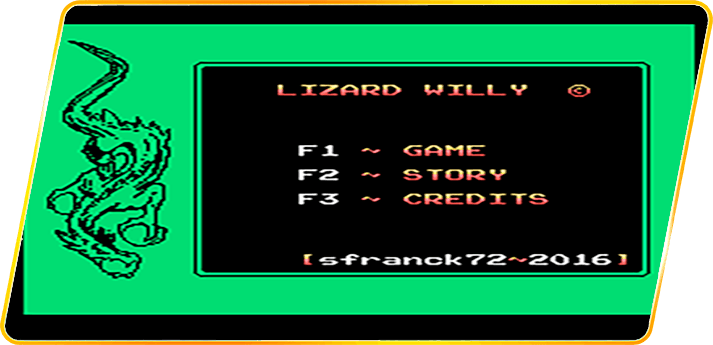 LIZARD WILLY ©
F1 ~ GAME
F2 ~ STORY
F3 ~ CREDITS
[sfranck72~2016]